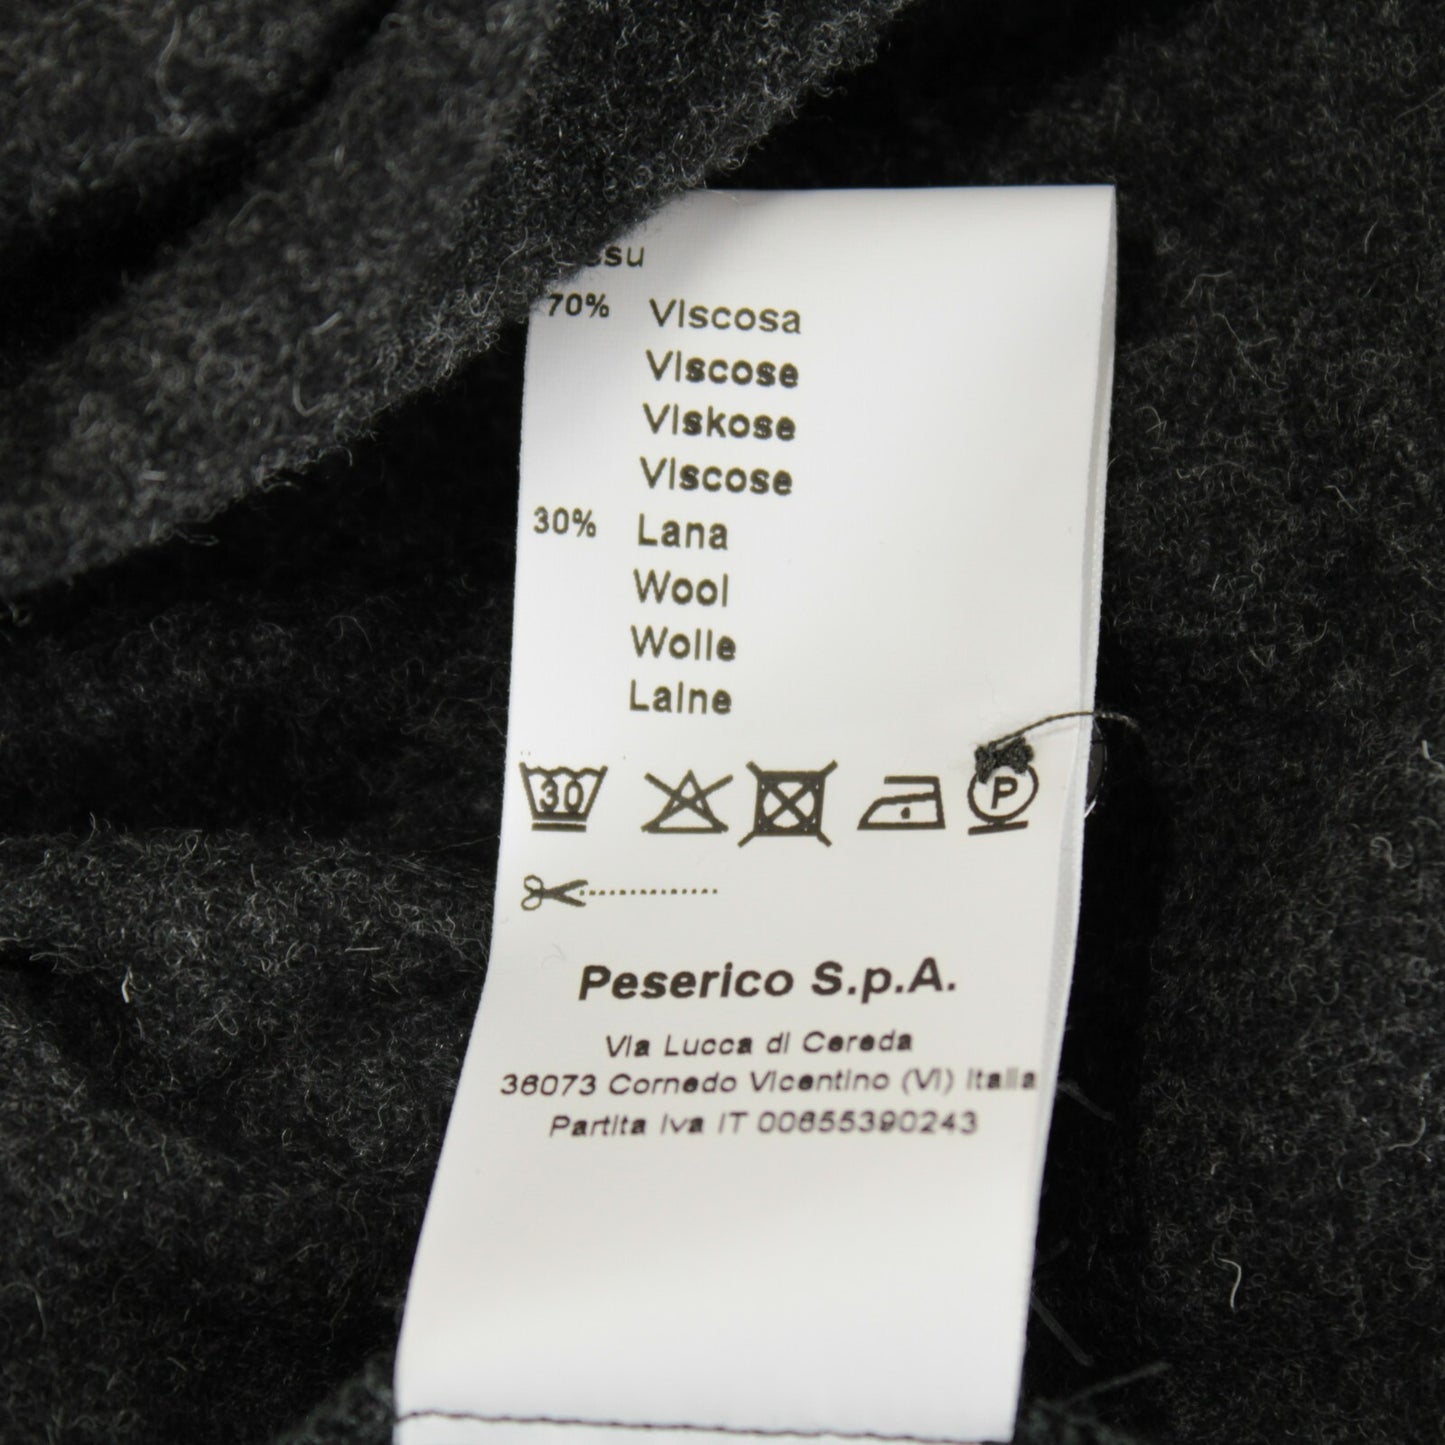 70% Viscosa
Viscose
Viskose
Viscose
30% Lana
Wool
Wolle
Laine
30 P
Peserico S.p.A.
Via Lucca di Cereda
36073 Cornedo Vicentino (VI) Italia
Partita Iva IT 00855390243